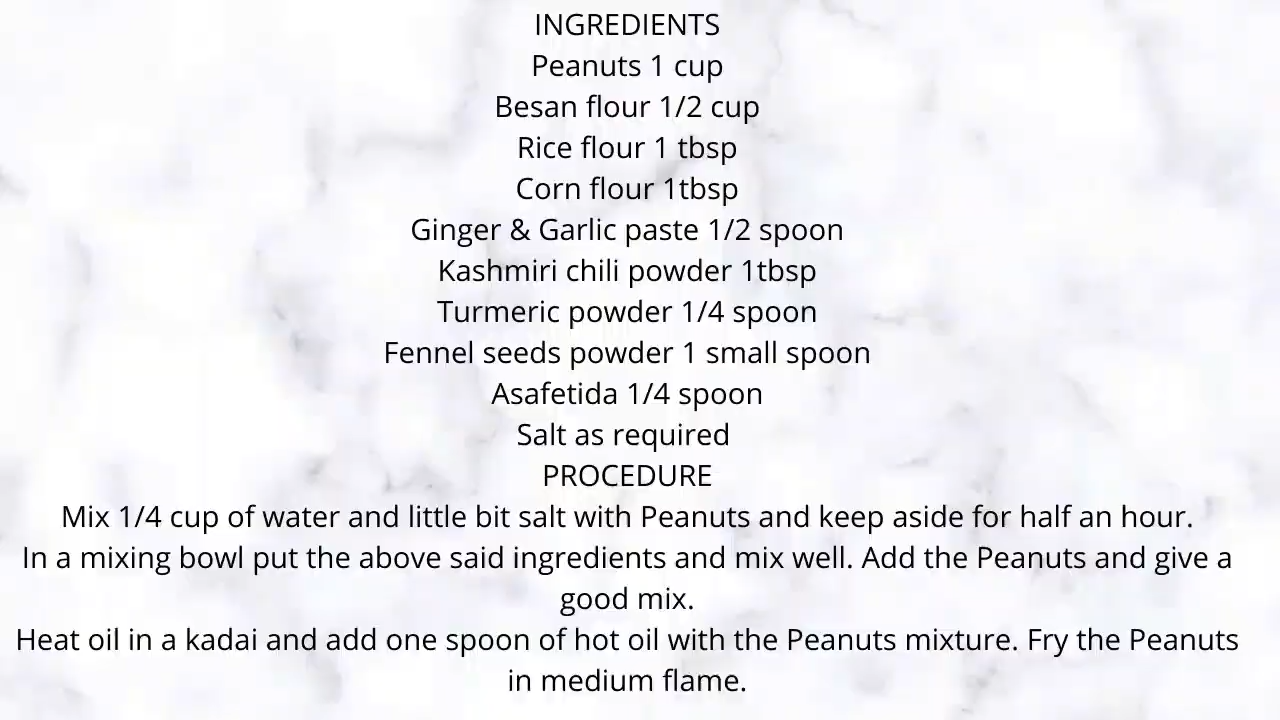 INGREDIENTS
Peanuts 1 cup
Besan flour 1/2 cup
Rice flour 1 tbsp
Corn flour 1tbsp
Ginger & Garlic paste 1/2 spoon
Kashmiri chili powder 1tbsp
Turmeric powder 1/4 spoon
Fennel seeds powder 1 small spoon
Asafetida 1/4 spoon
Salt as required
PROCEDURE
Mix 1/4 cup of water and little bit salt with Peanuts and keep aside for half an hour.
In a mixing bowl put the above said ingredients and mix well. Add the Peanuts and give a
good mix.
Heat oil in a kadai and add one spoon of hot oil with the Peanuts mixture. Fry the Peanuts
in medium flame.